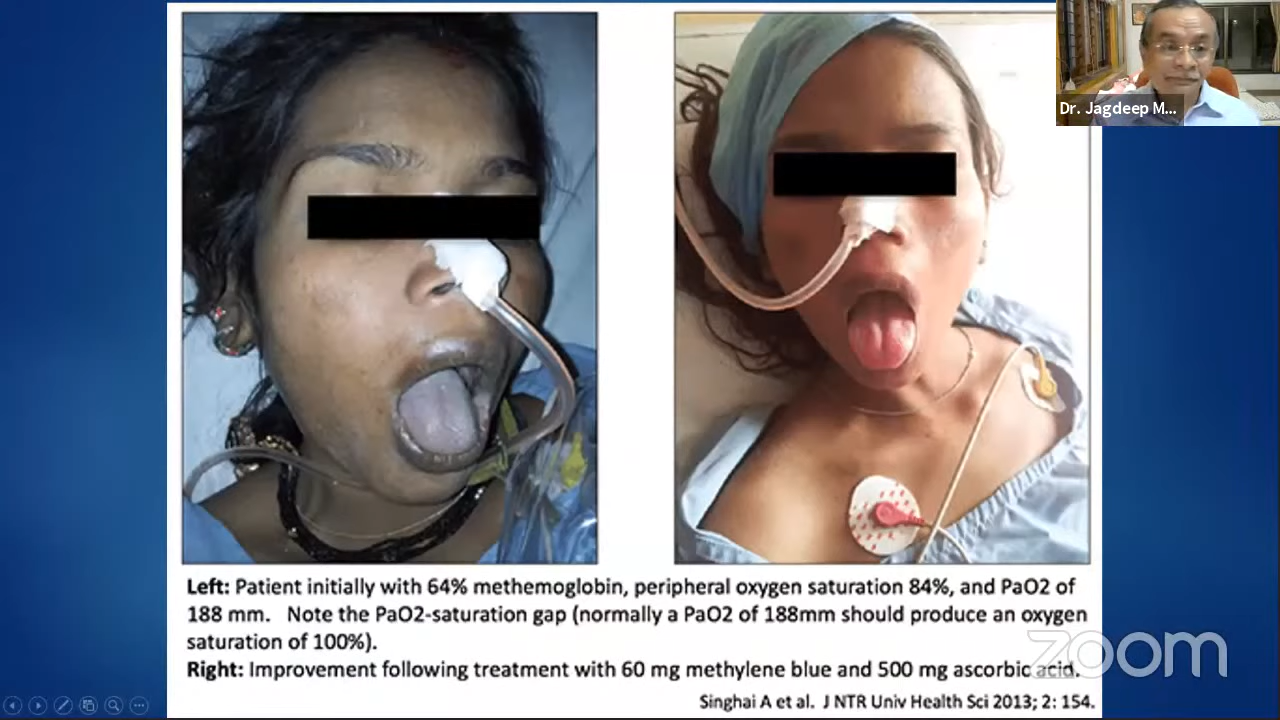 Dr. Jagdeep M...
Left: Patient initially with 64% methemoglobin, peripheral oxygen saturation 84%, and PaO2 of
188 mm. Note the PaO2-saturation gap (normally a PaO2 of 188mm should produce an oxygen
saturation of 100%).
Right: Improvement following treatment with 60 mg methylene blue and 500 mg ascorbic acid.
zoom
Singhai A et al. J NTR Univ Health Sci 2013; 2: 154.